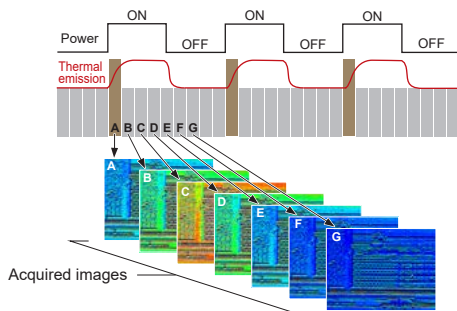 ON ON ON
Power
OFF OFF OFF
Thermal
emission
A B C D E F G
A
B
C
D
E
F
G
Acquired images